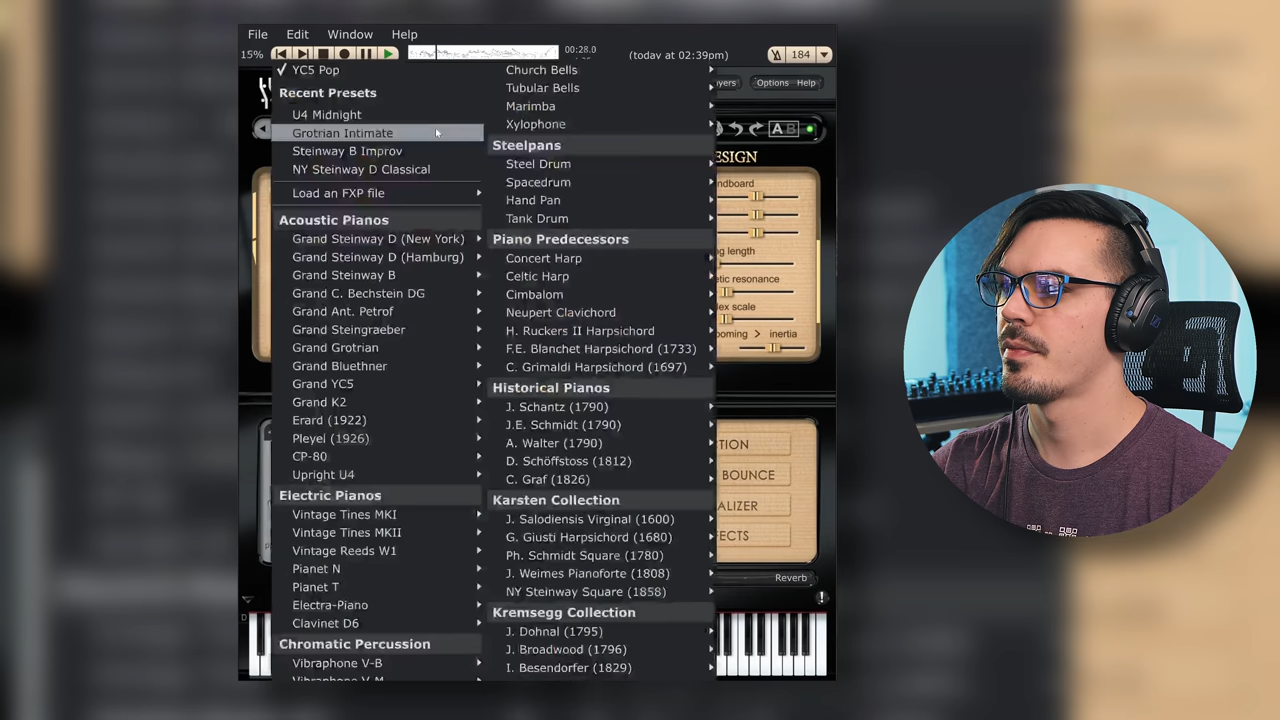 File Edit Window Help
15% 00:28.0 (today at 02:39pm) 184
YC5 Pop
Recent Presets
U4 Midnight
Grotrian Intimate
Steinway B Improv
NY Steinway D Classical
Load an FXP file
Acoustic Pianos
Grand Steinway D (New York)
Grand Steinway D (Hamburg)
Grand Steinway B
Grand C. Bechstein DG
Grand Ant. Petrof
Grand Steingraeber
Grand Grotrian
Grand Bluethner
Grand YC5
Grand K2
Erard (1922)
Pleyel (1926)
CP-80
Upright U4
Electric Pianos
Vintage Tines MKI
Vintage Tines MKII
Vintage Reeds W1
Pianet N
Pianet T
Electra-Piano
Clavinet D6
Chromatic Percussion
Vibraphone V-B
Vibraphone V-M
Church Bells
Tubular Bells
Marimba
Xylophone
Steelpans
Steel Drum
Spacedrum
Hand Pan
Tank Drum
Piano Predecessors
Concert Harp
Celtic Harp
Cimbalom
Neupert Clavichord
H. Ruckers II Harpsichord
F.E. Blanchet Harpsichord (1733)
C. Grimaldi Harpsichord (1697)
Historical Pianos
J. Schantz (1790)
J.E. Schmidt (1790)
A. Walter (1790)
D. Schöffstoss (1812)
C. Graf (1826)
Karsten Collection
J. Salodiensis Virginal (1600)
G. Giusti Harpsichord (1680)
Ph. Schmidt Square (1780)
J. Weimes Pianoforte (1808)
NY Steinway Square (1858)
Kremsegg Collection
J. Dohnal (1795)
J. Broadwood (1796)
I. Besendorfer (1829)
yers Options Help
A B
ESIGN
ndboard
ng length
etic resonance
lex scale
ooming > inertia
TION
BOUNCE
ALIZER
FECTS
Reverb
!
D